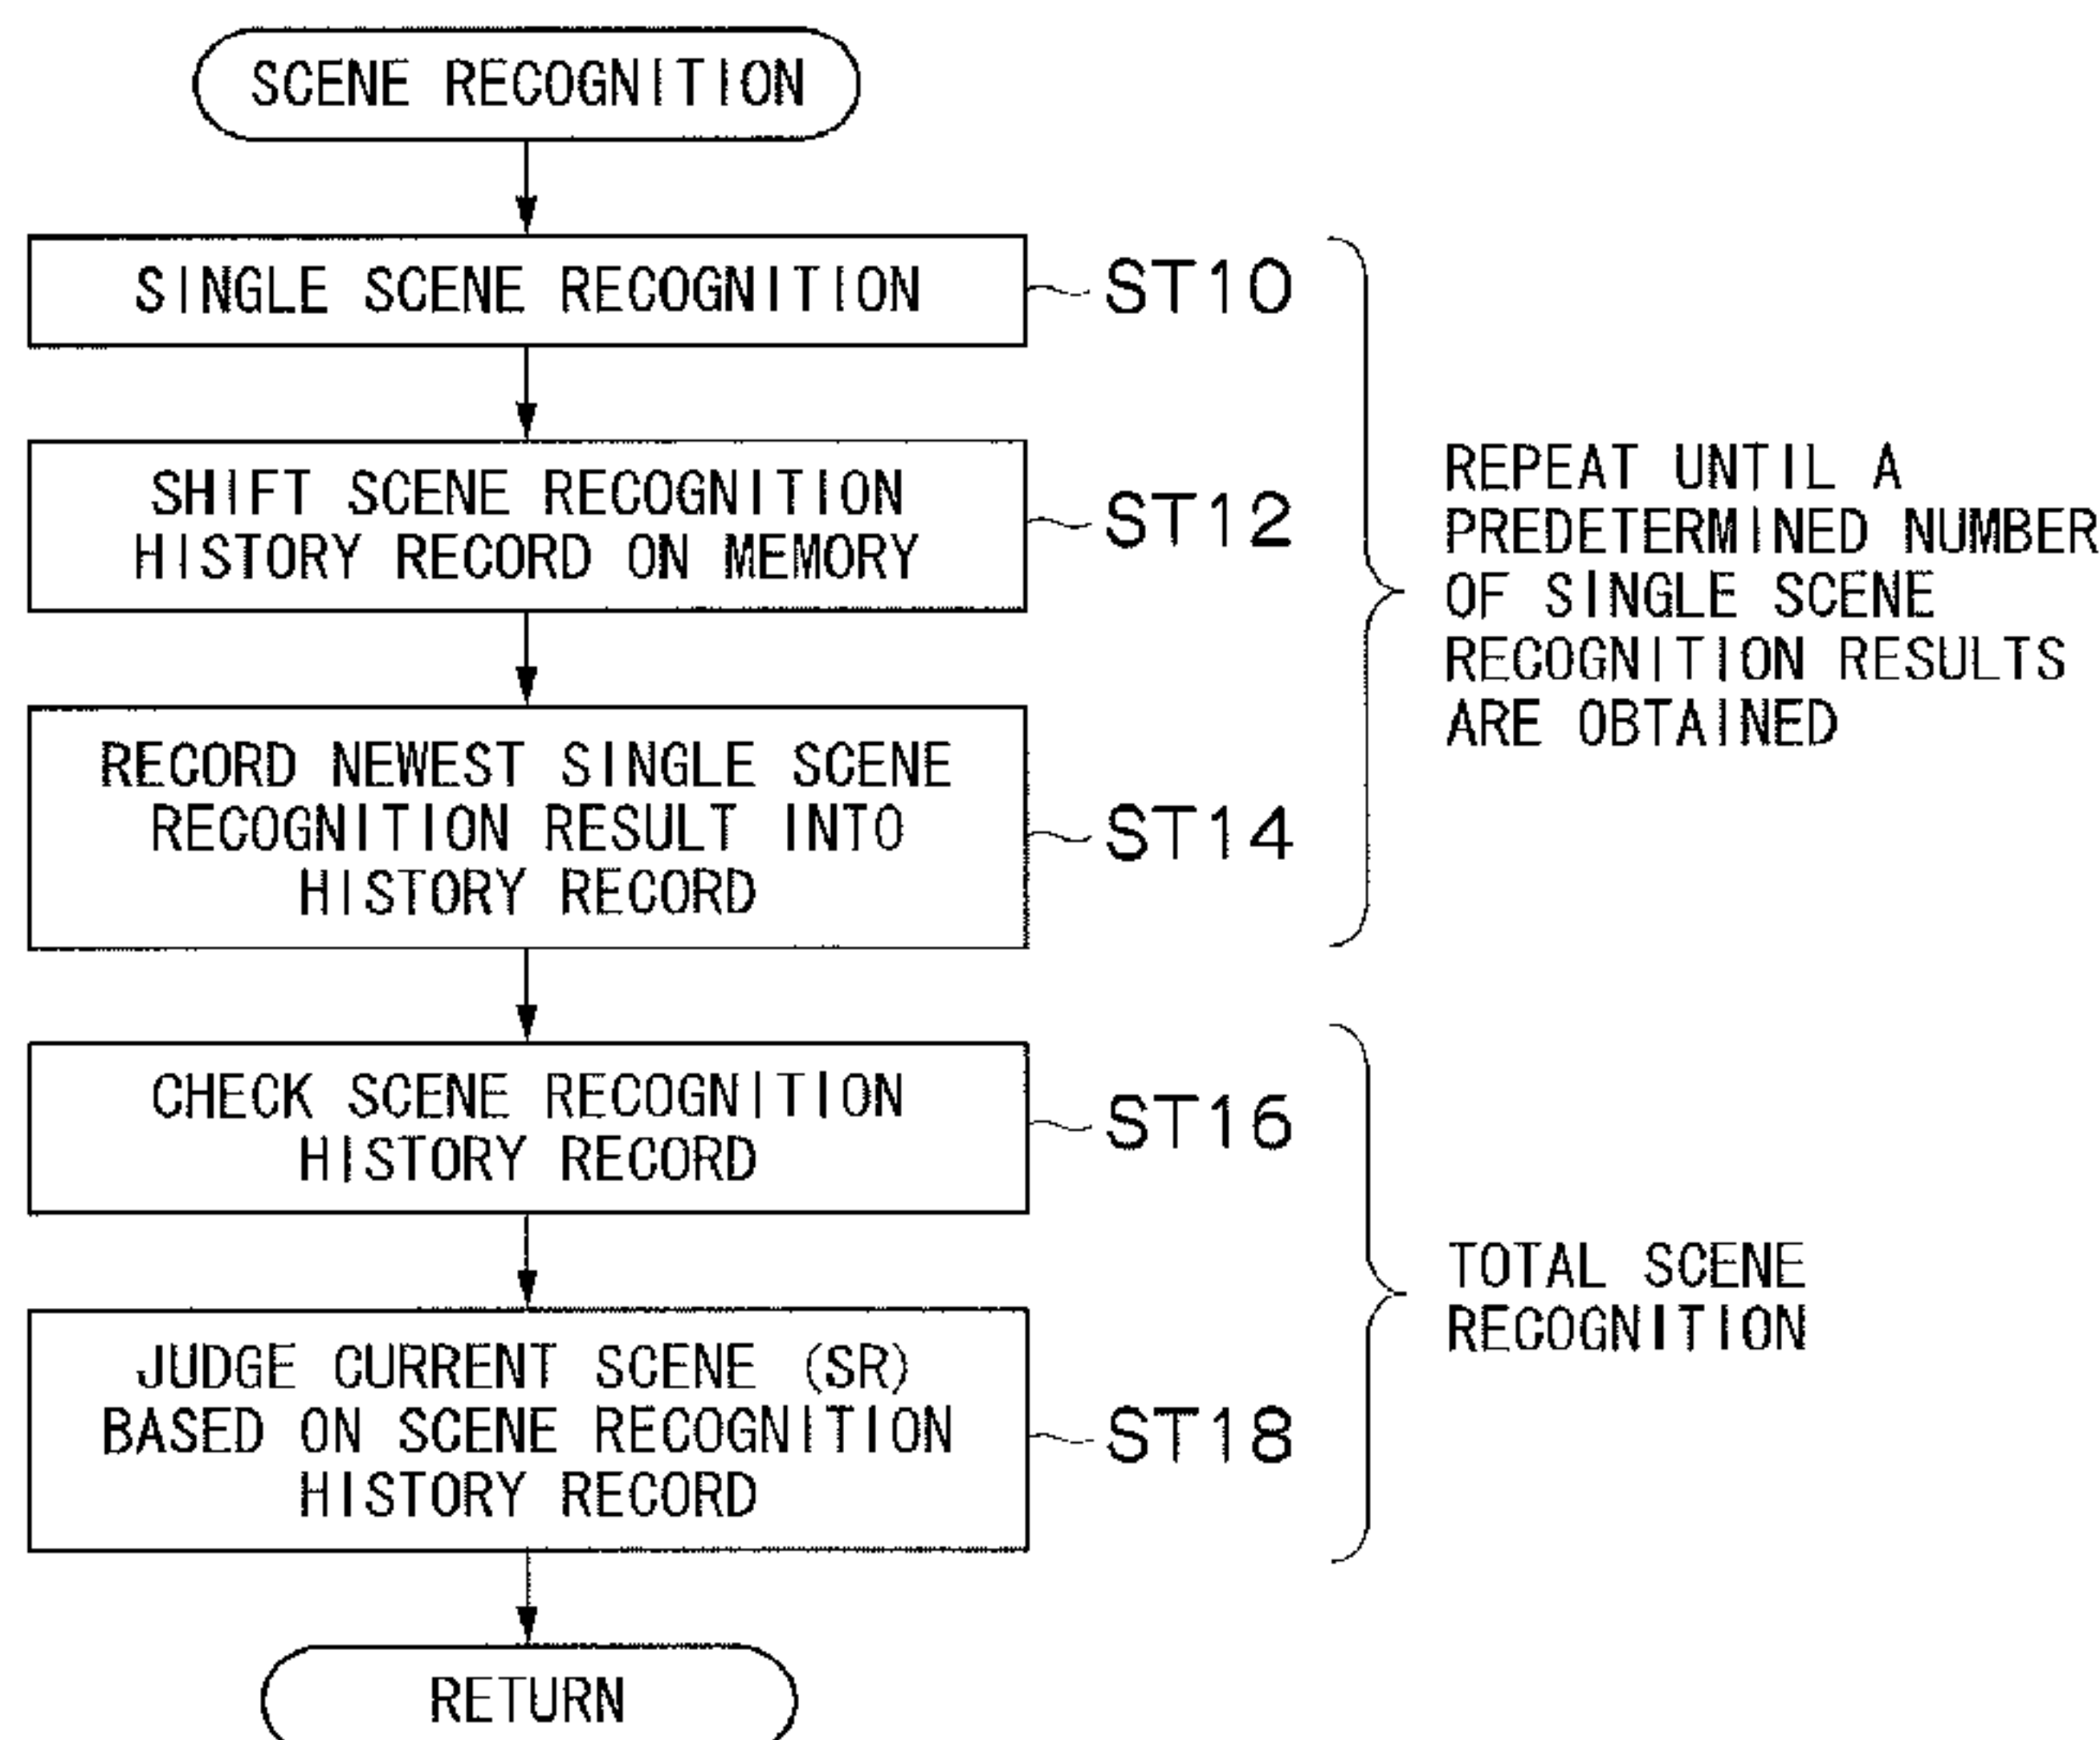 SCENE RECOGNITION
SINGLE SCENE RECOGNITION
ST10
SHIFT SCENE RECOGNITION
HISTORY RECORD ON MEMORY
ST12
RECORD NEWEST SINGLE SCENE
RECOGNITION RESULT INTO
HISTORY RECORD
ST14
REPEAT UNTIL A
PREDETERMINED NUMBER
OF SINGLE SCENE
RECOGNITION RESULTS
ARE OBTAINED
CHECK SCENE RECOGNITION
HISTORY RECORD
ST16
JUDGE CURRENT SCENE (SR)
BASED ON SCENE RECOGNITION
HISTORY RECORD
ST18
TOTAL SCENE
RECOGNITION
RETURN